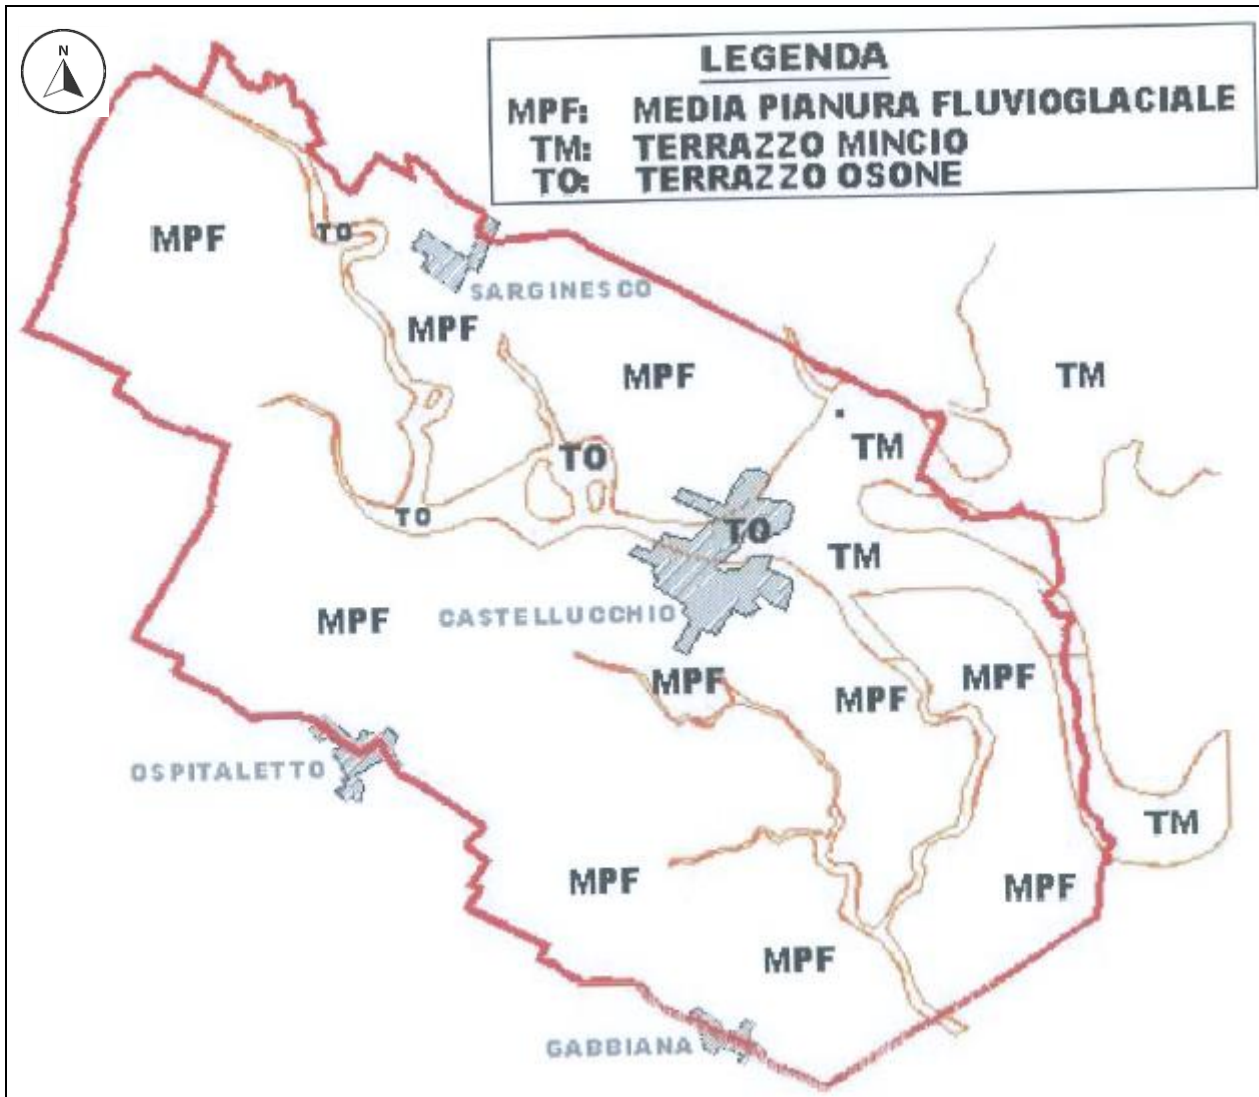 N
LEGENDA
MPF: MEDIA PIANURA FLUVIOGLACIALE
TM: TERRAZZO MINCIO
TO: TERRAZZO OSONE
MPF
TO
SARGINESCO
MPF
MPF
TM
TM
TO
TO
TO
TM
MPF
CASTELLUCCHIO
MPF
MPF
MPF
OSPITALETTO
TM
MPF
MPF
MPF
GABBIANA